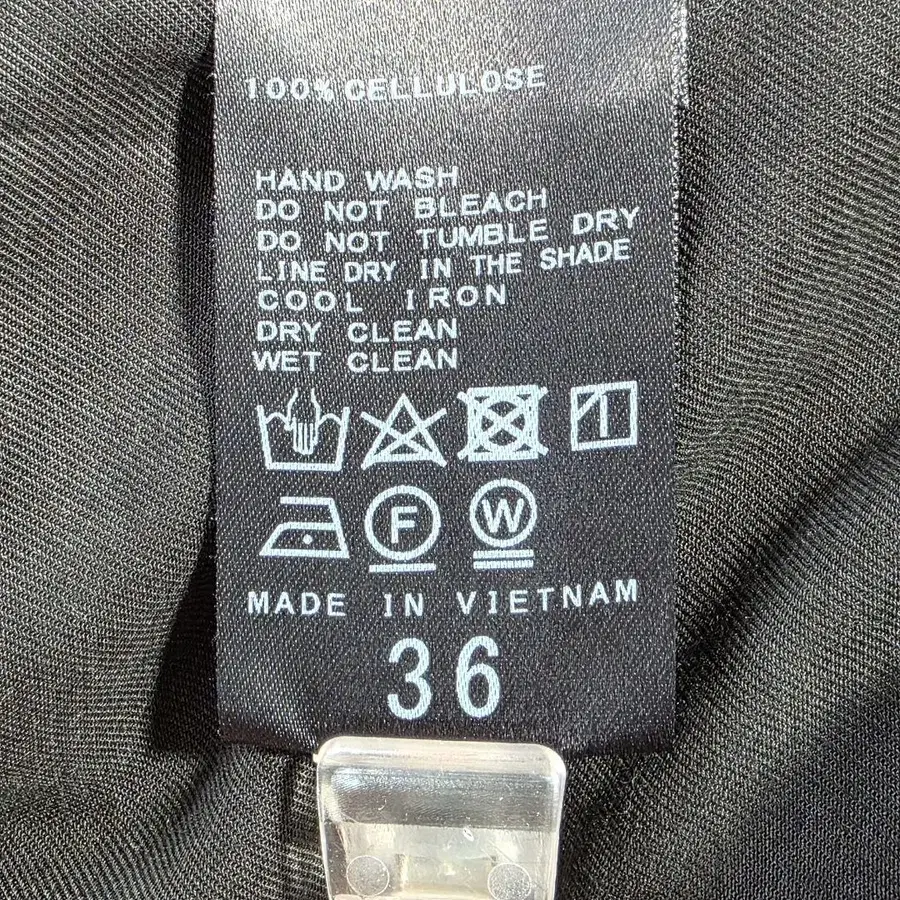 100% CELLULOSE
HAND WASH
DO NOT BLEACH
DO NOT TUMBLE DRY
LINE DRY IN THE SHADE
COOL IRON
DRY CLEAN
WET CLEAN
F W
MADE IN VIETNAM
36